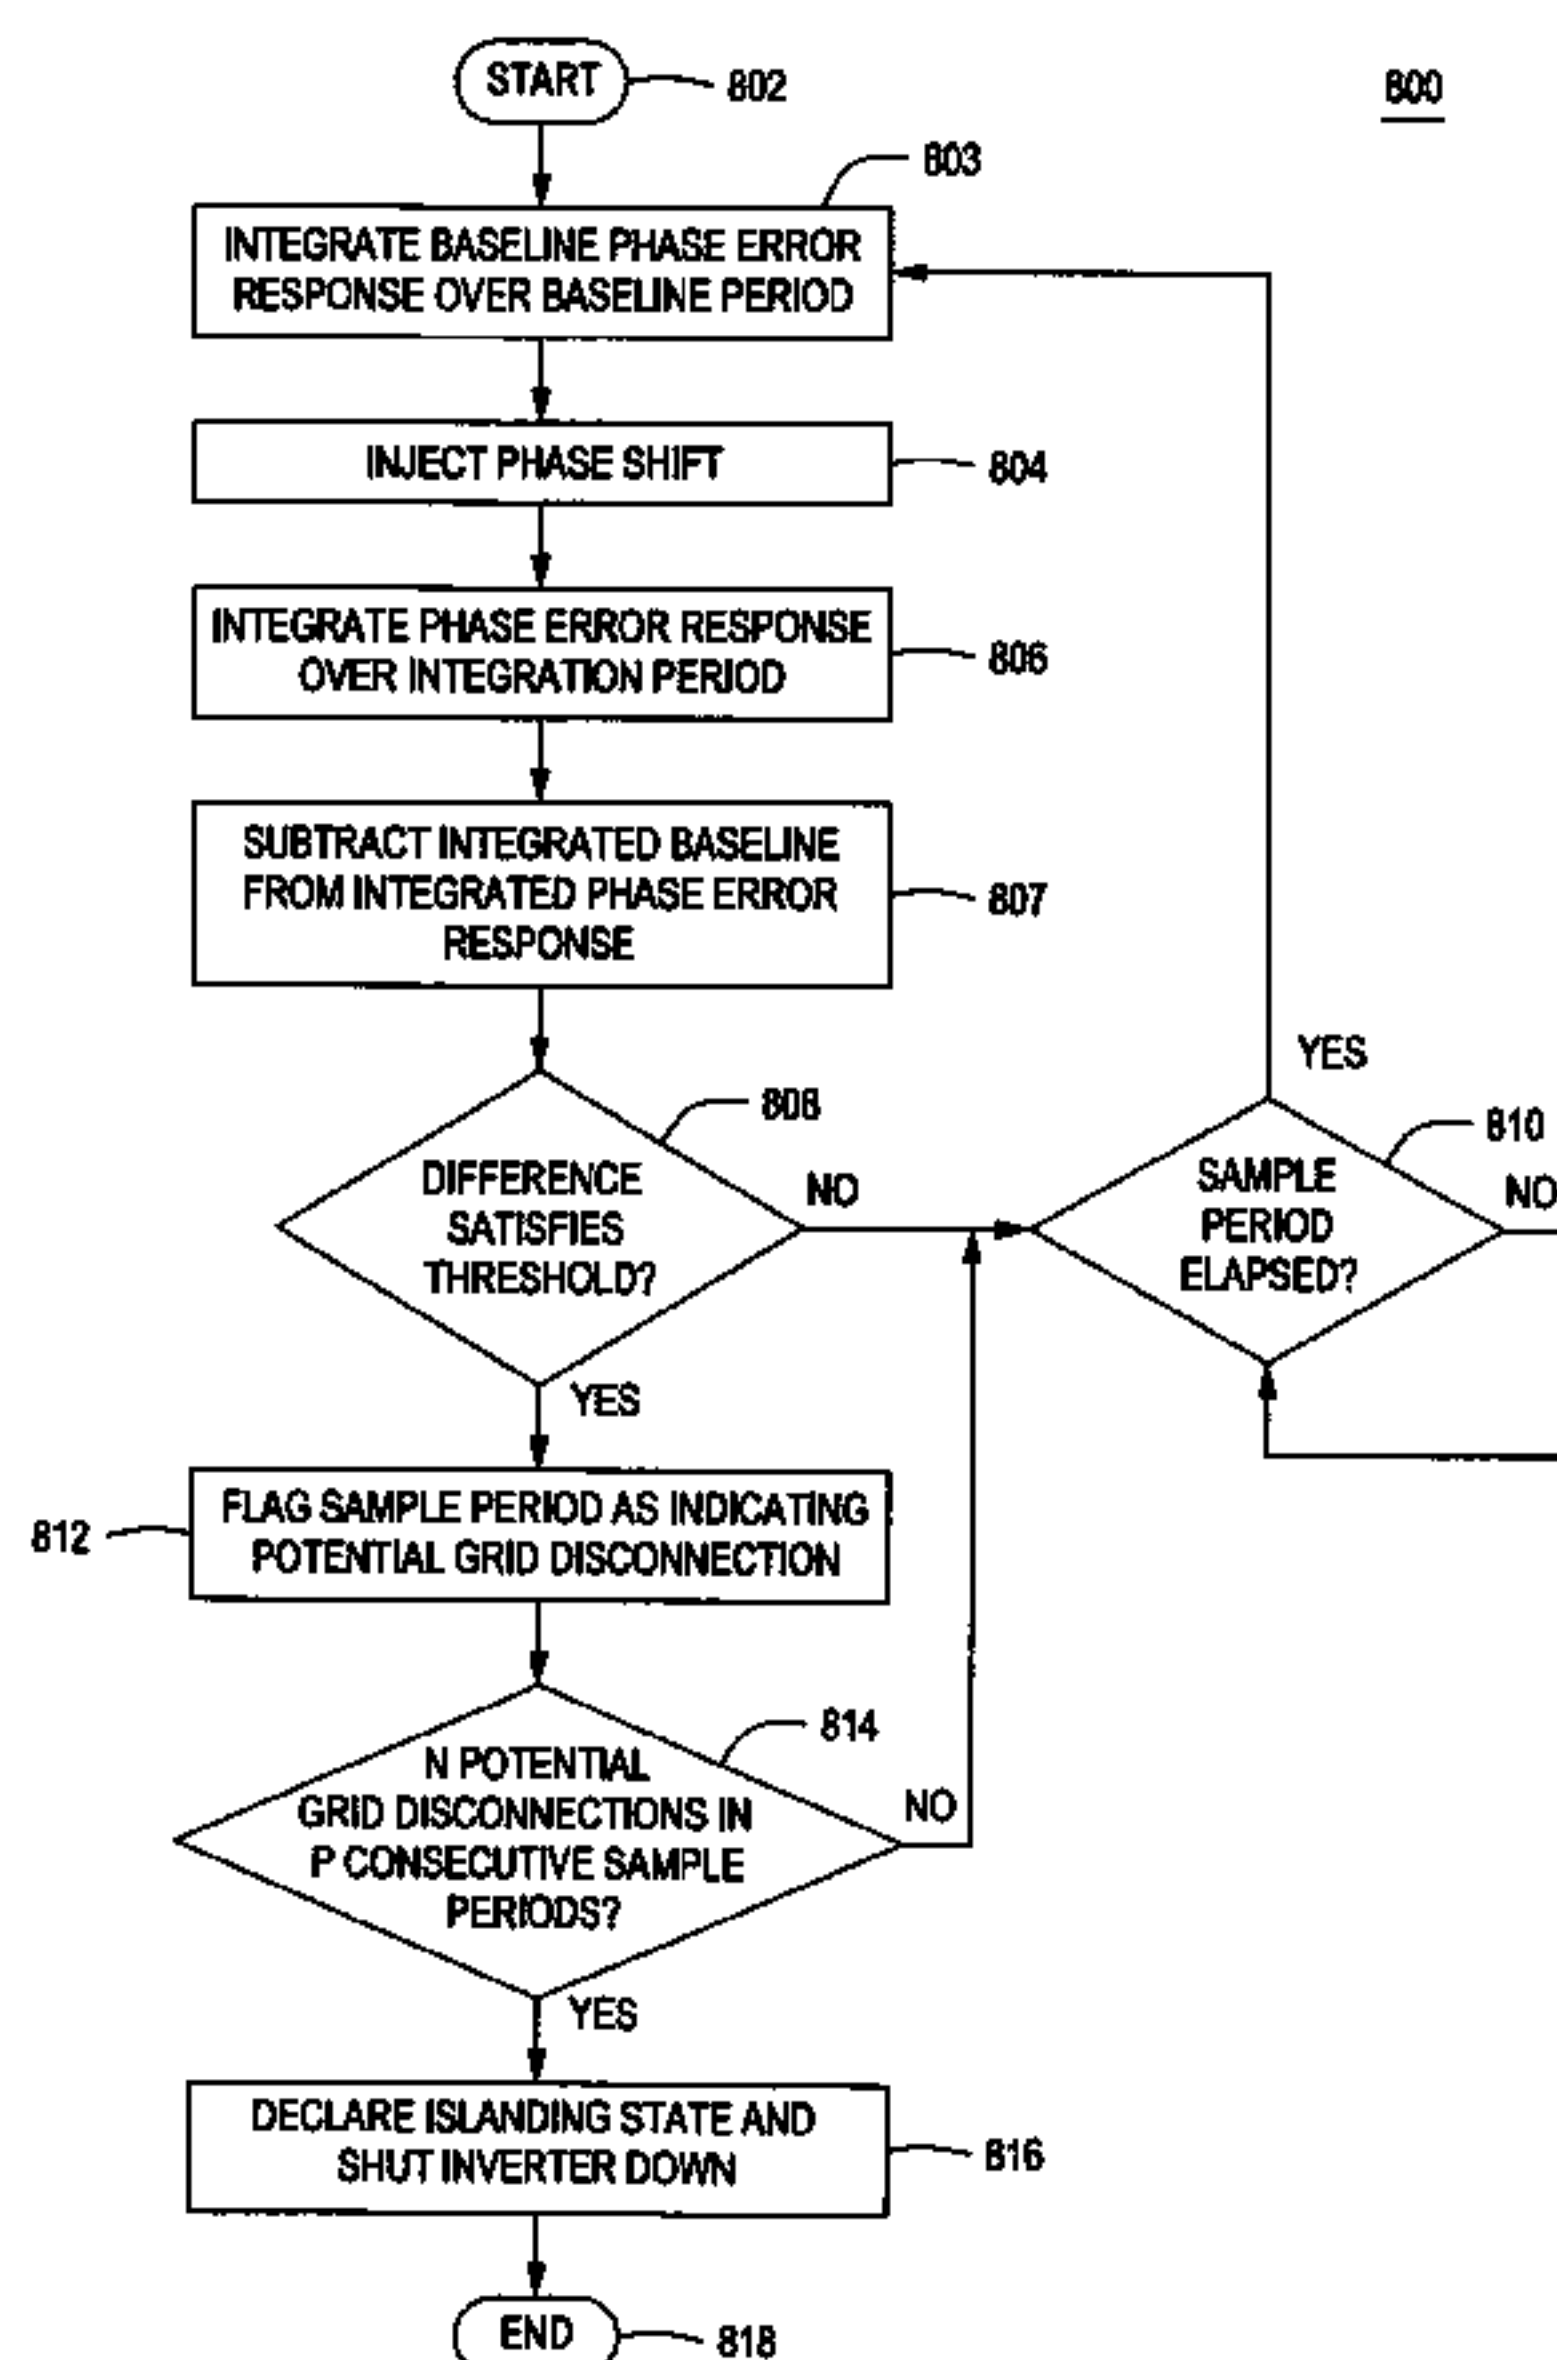 START
802
800
803
INTEGRATE BASELINE PHASE ERROR
RESPONSE OVER BASELINE PERIOD
INJECT PHASE SHIFT
804
INTEGRATE PHASE ERROR RESPONSE
OVER INTEGRATION PERIOD
806
SUBTRACT INTEGRATED BASELINE
FROM INTEGRATED PHASE ERROR
RESPONSE
807
808
DIFFERENCE
SATISFIES
THRESHOLD?
NO
YES
YES
810
SAMPLE
PERIOD
ELAPSED?
NO
812
FLAG SAMPLE PERIOD AS INDICATING
POTENTIAL GRID DISCONNECTION
814
N POTENTIAL
GRID DISCONNECTIONS IN
P CONSECUTIVE SAMPLE
PERIODS?
NO
YES
DECLARE ISLANDING STATE AND
SHUT INVERTER DOWN
816
END
818